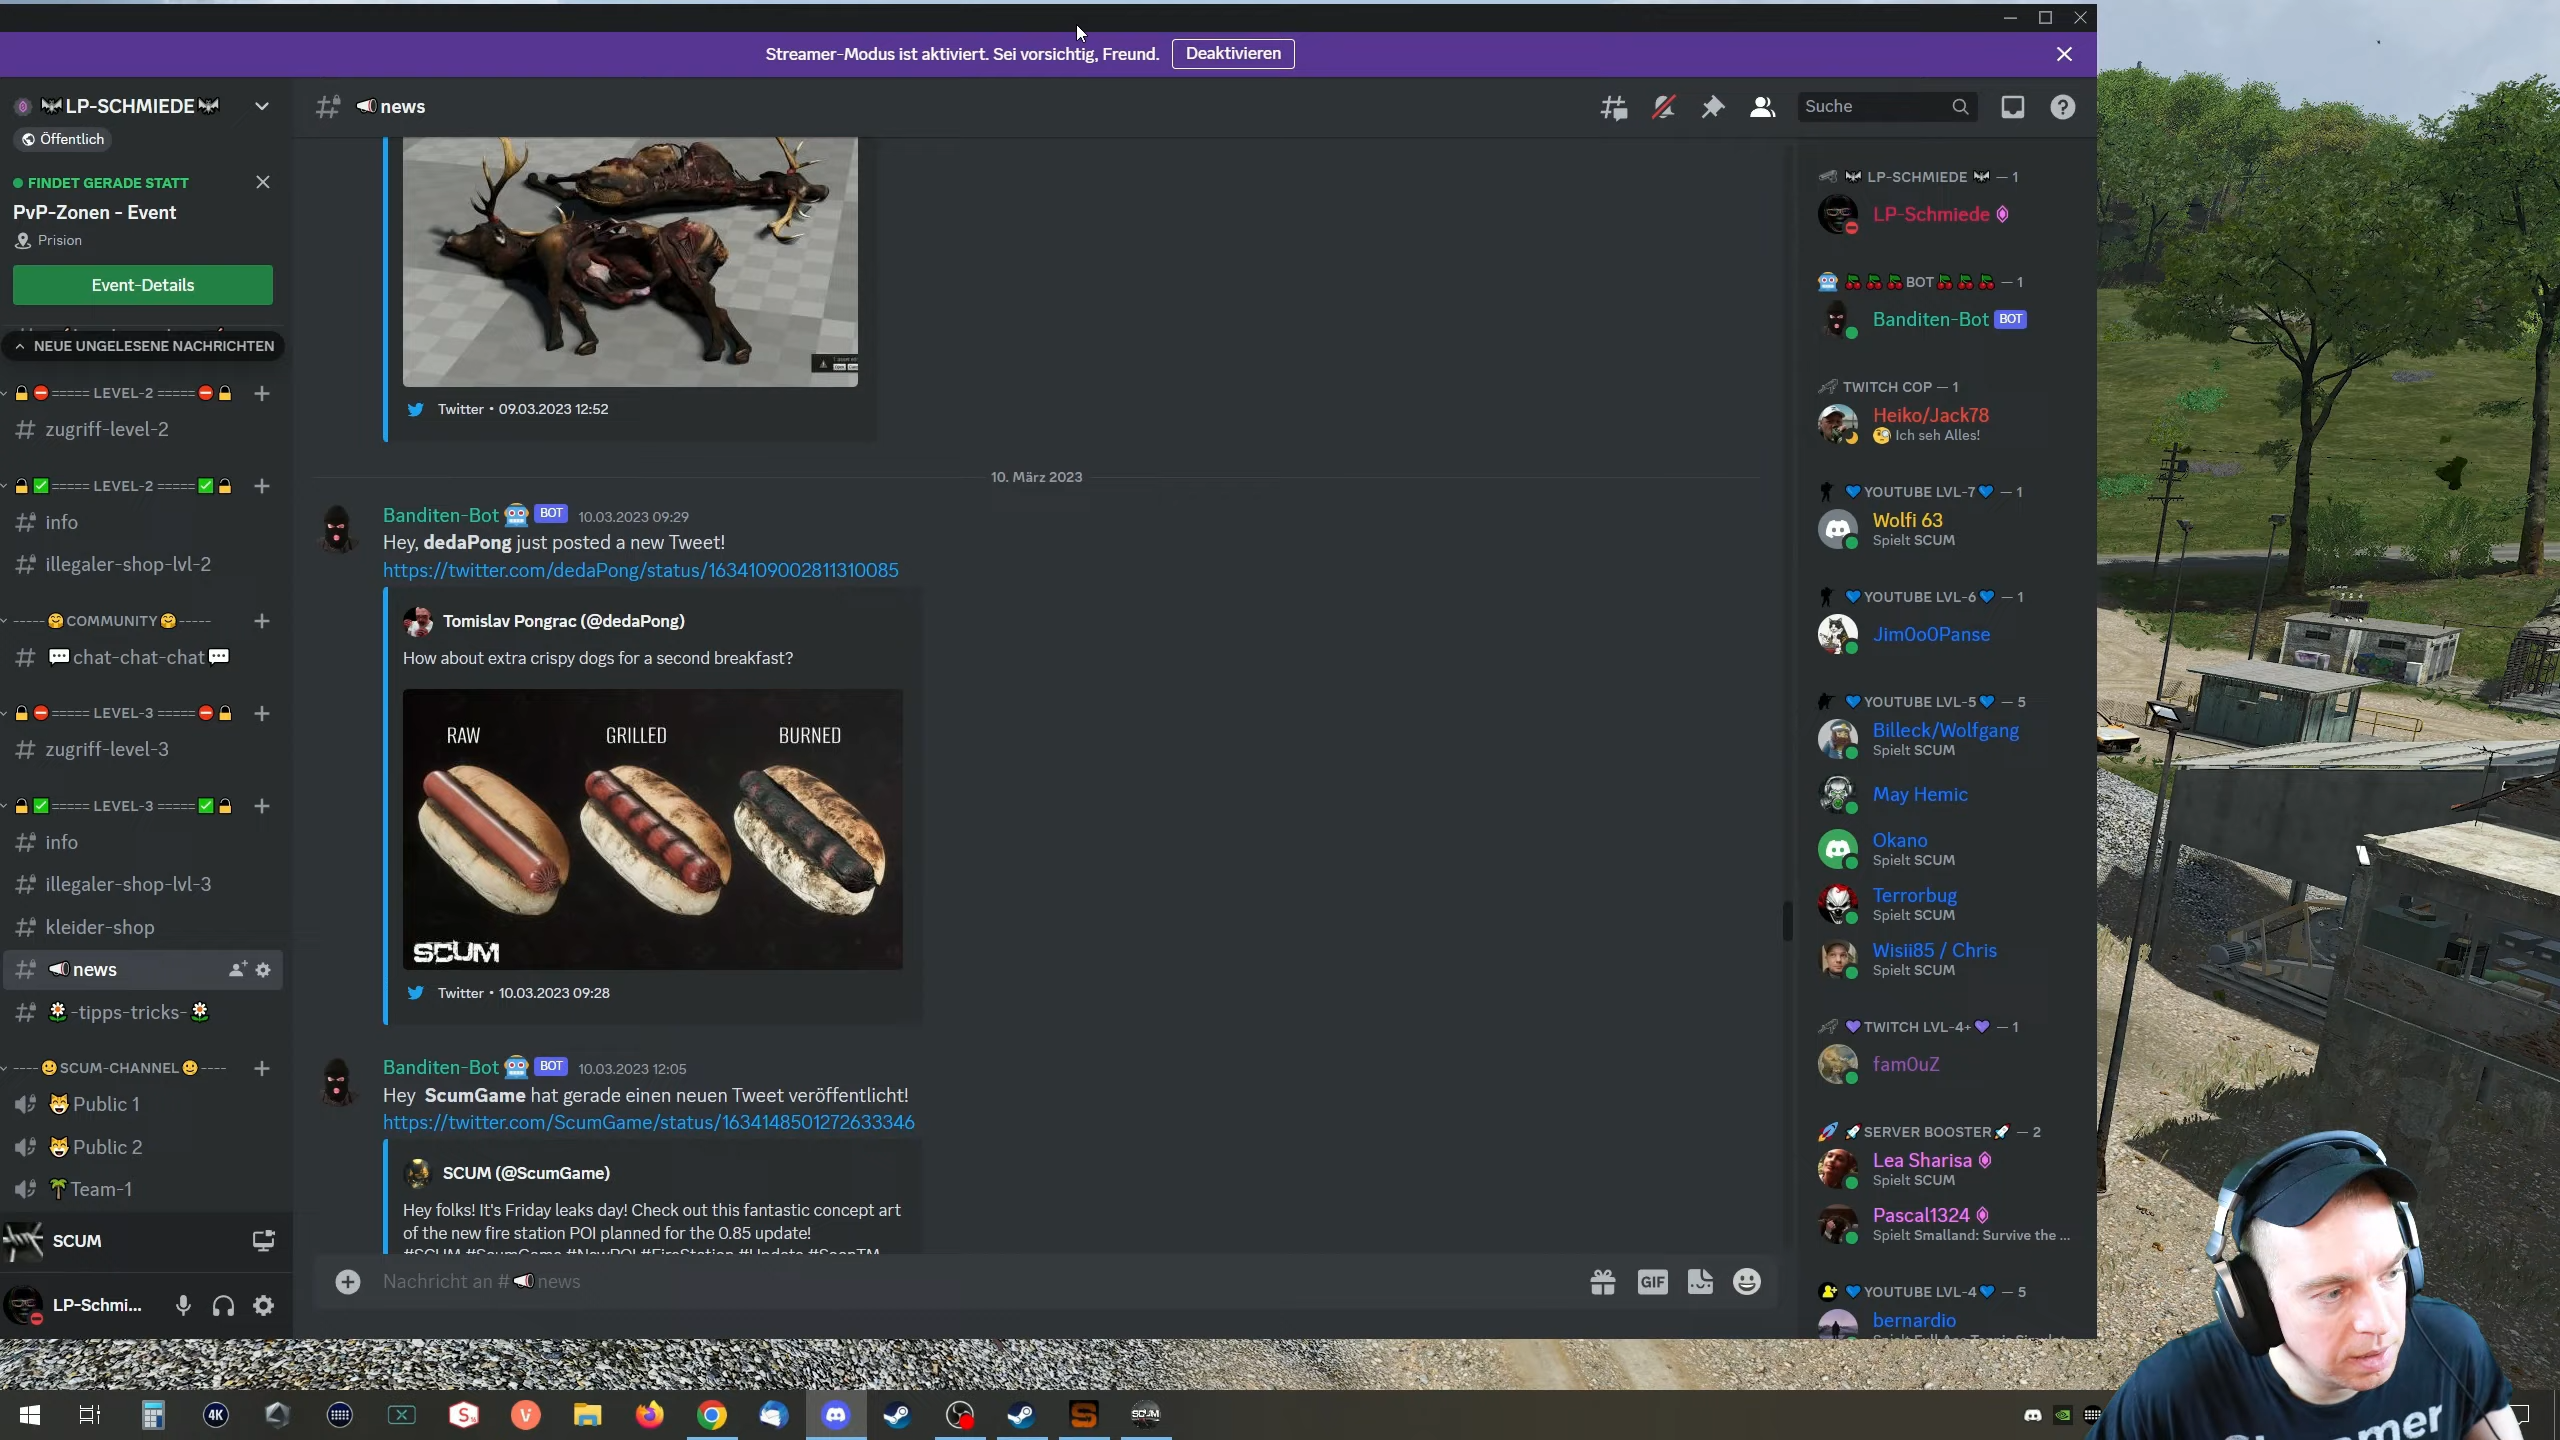 Streamer-Modus ist aktiviert. Sei vorsichtig, Freund.
Deaktivieren
LP-SCHMIEDE
Öffentlich
FINDET GERADE STATT
PvP-Zonen - Event
Prision
Event-Details
NEUE UNGELESENE NACHRICHTEN
===== LEVEL-2 =====
zugriff-level-2
===== LEVEL-2 =====
info
illegaler-shop-lvl-2
-----COMMUNITY-----
chat-chat-chat
===== LEVEL-3 =====
zugriff-level-3
===== LEVEL-3 =====
info
illegaler-shop-lvl-3
kleider-shop
news
-tipps-tricks-
----SCUM-CHANNEL----
Public 1
Public 2
Team-1
SCUM
LP-Schmi...
news
Suche
Twitter • 09.03.2023 12:52
10. März 2023
Banditen-Bot BOT 10.03.2023 09:29
Hey, dedaPong just posted a new Tweet!
https://twitter.com/dedaPong/status/1634109002811310085
Tomislav Pongrac (@dedaPong)
How about extra crispy dogs for a second breakfast?
RAW GRILLED BURNED
SCUM
Twitter • 10.03.2023 09:28
Banditen-Bot BOT 10.03.2023 12:05
Hey ScumGame hat gerade einen neuen Tweet veröffentlicht!
https://twitter.com/ScumGame/status/1634148501272633346
SCUM (@ScumGame)
Hey folks! It's Friday leaks day! Check out this fantastic concept art
of the new fire station POI planned for the 0.85 update!
#SCUM #ScumGame #NewPOI #FireStation #Update #SoonTM
Nachricht an #news
GIF
LP-SCHMIEDE — 1
LP-Schmiede
BOT — 1
Banditen-Bot BOT
TWITCH COP — 1
Heiko/Jack78
Ich seh Alles!
YOUTUBE LVL-7 — 1
Wolfi 63
Spielt SCUM
YOUTUBE LVL-6 — 1
Jim0o0Panse
YOUTUBE LVL-5 — 5
Billeck/Wolfgang
Spielt SCUM
May Hemic
Okano
Spielt SCUM
Terrorbug
Spielt SCUM
Wisii85 / Chris
Spielt SCUM
TWITCH LVL-4+ — 1
fam0uZ
SERVER BOOSTER — 2
Lea Sharisa
Spielt SCUM
Pascal1324
Spielt Smalland: Survive the ...
YOUTUBE LVL-4 — 5
bernardio
4K
SCUM